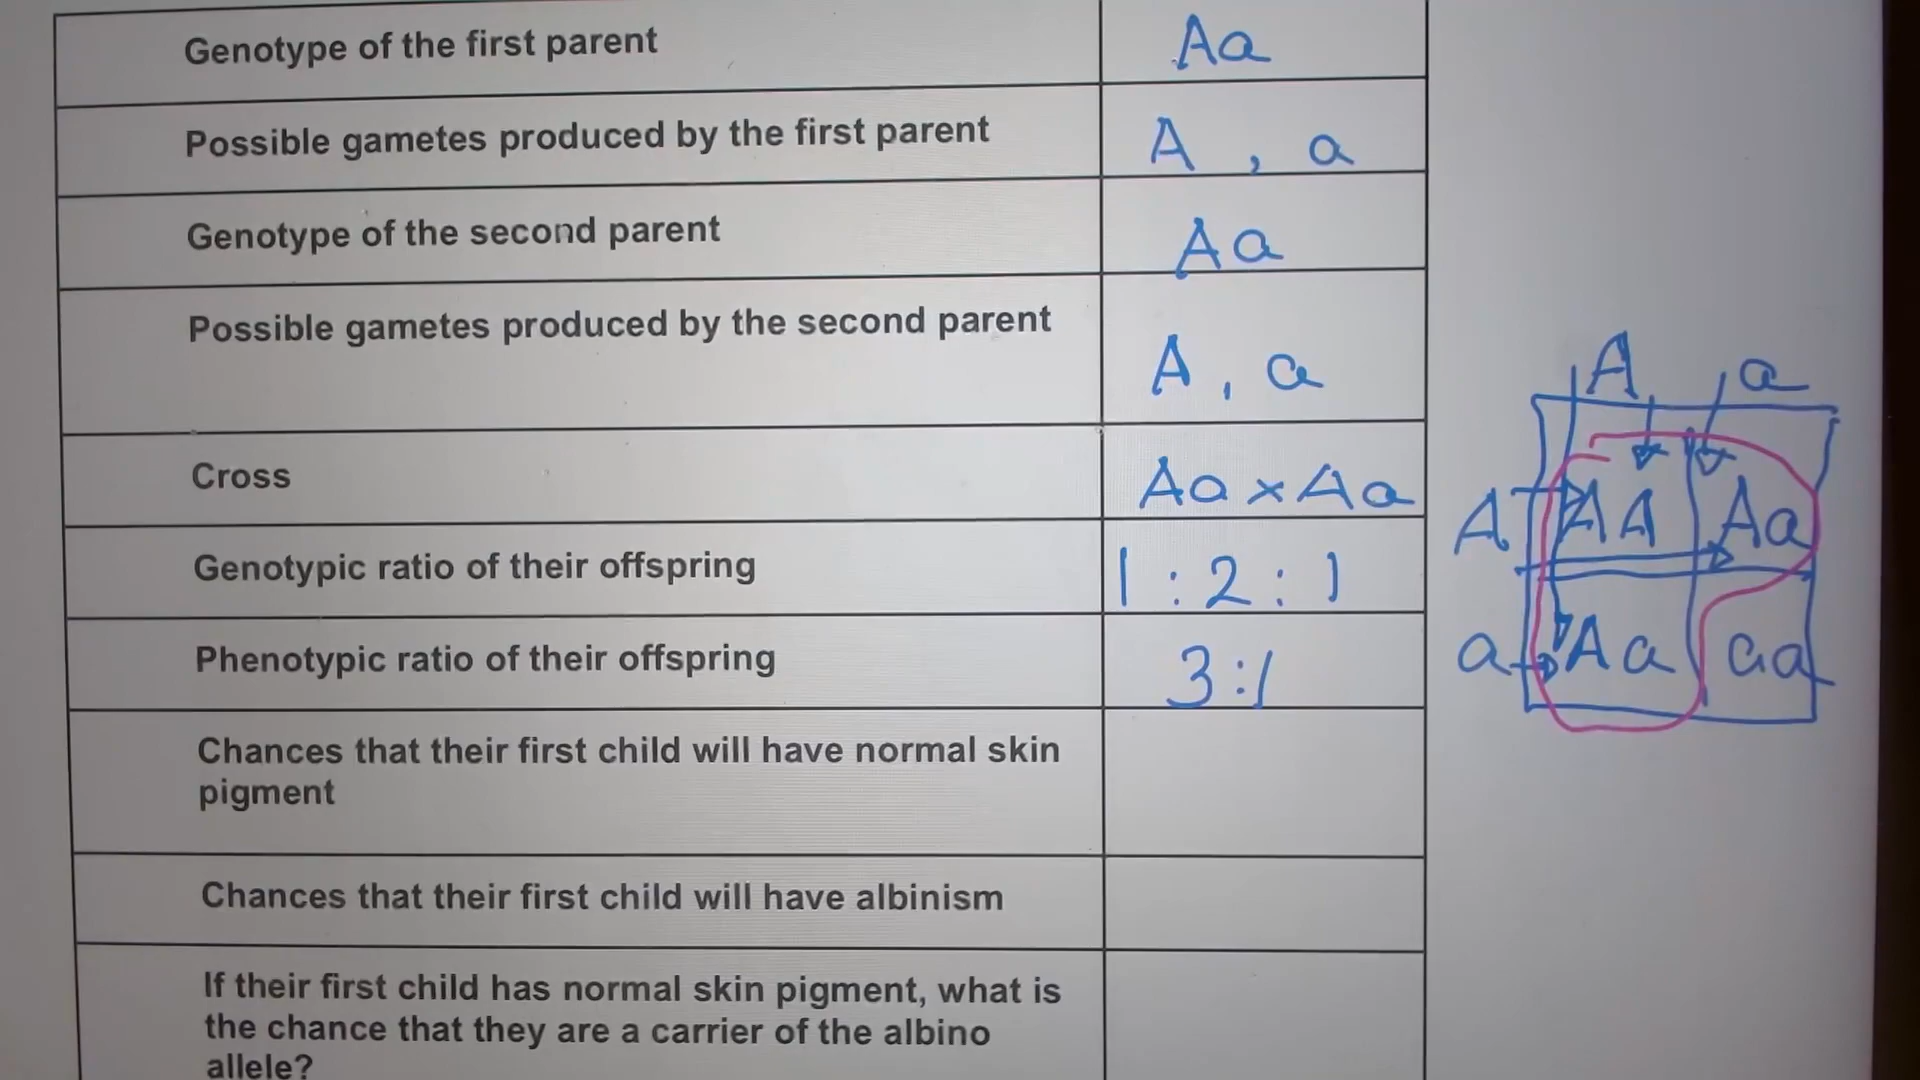 Genotype of the first parent Aa
Possible gametes produced by the first parent A , a
Genotype of the second parent Aa
Possible gametes produced by the second parent
A , a
Cross Aa x Aa
Genotypic ratio of their offspring 1 : 2 : 1
Phenotypic ratio of their offspring 3:1
Chances that their first child will have normal skin
pigment
Chances that their first child will have albinism
If their first child has normal skin pigment, what is
the chance that they are a carrier of the albino
allele?
A a
A AA Aa
a Aa aa